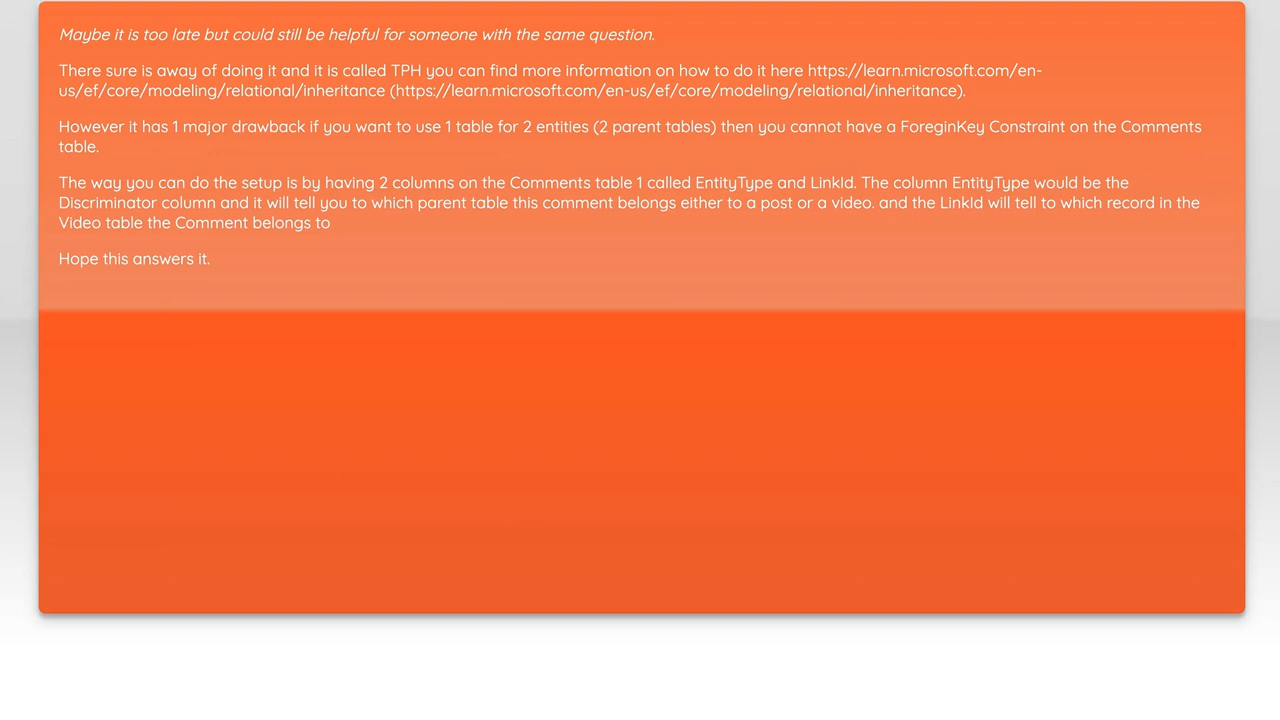 Maybe it is too late but could still be helpful for someone with the same question.
There sure is away of doing it and it is called TPH you can find more information on how to do it here https://learn.microsoft.com/en-
us/ef/core/modeling/relational/inheritance (https://learn.microsoft.com/en-us/ef/core/modeling/relational/inheritance).
However it has 1 major drawback if you want to use 1 table for 2 entities (2 parent tables) then you cannot have a ForeginKey Constraint on the Comments
table.
The way you can do the setup is by having 2 columns on the Comments table 1 called EntityType and LinkId. The column EntityType would be the
Discriminator column and it will tell you to which parent table this comment belongs either to a post or a video. and the LinkId will tell to which record in the
Video table the Comment belongs to
Hope this answers it.